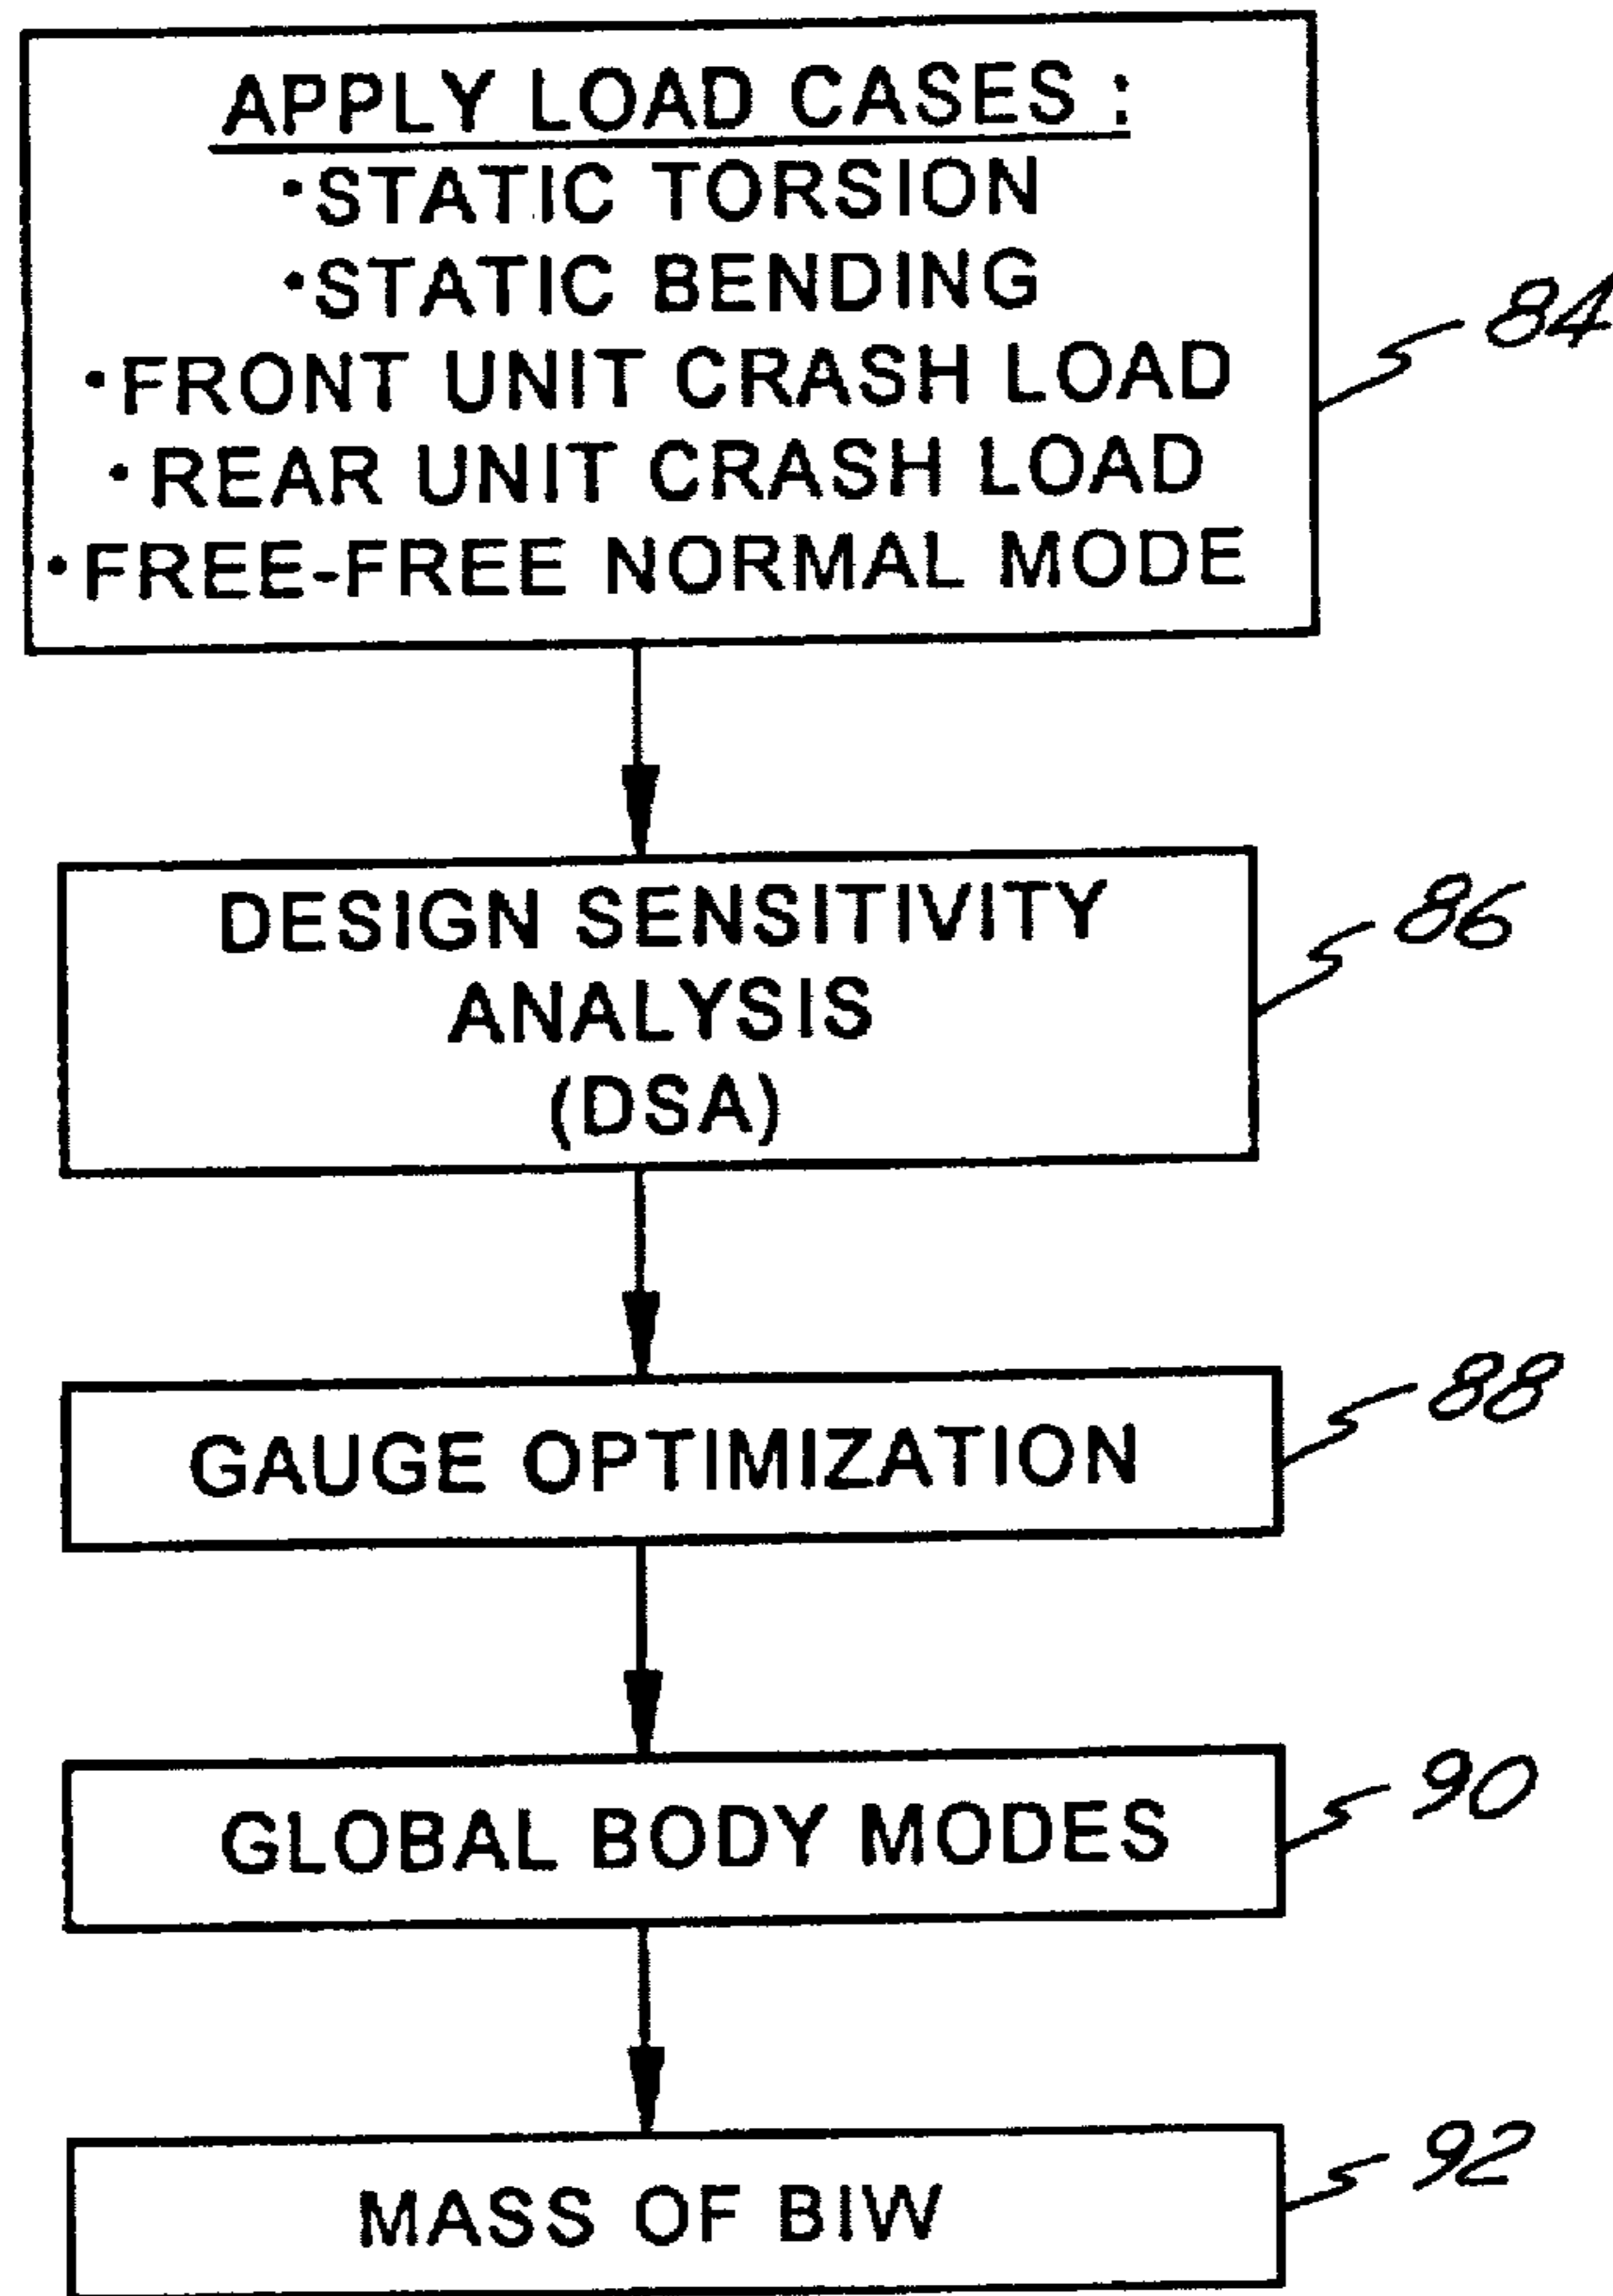 APPLY LOAD CASES :
•STATIC TORSION
•STATIC BENDING
•FRONT UNIT CRASH LOAD
•REAR UNIT CRASH LOAD
•FREE-FREE NORMAL MODE
84
DESIGN SENSITIVITY
ANALYSIS
(DSA)
86
GAUGE OPTIMIZATION
88
GLOBAL BODY MODES
90
MASS OF BIW
92